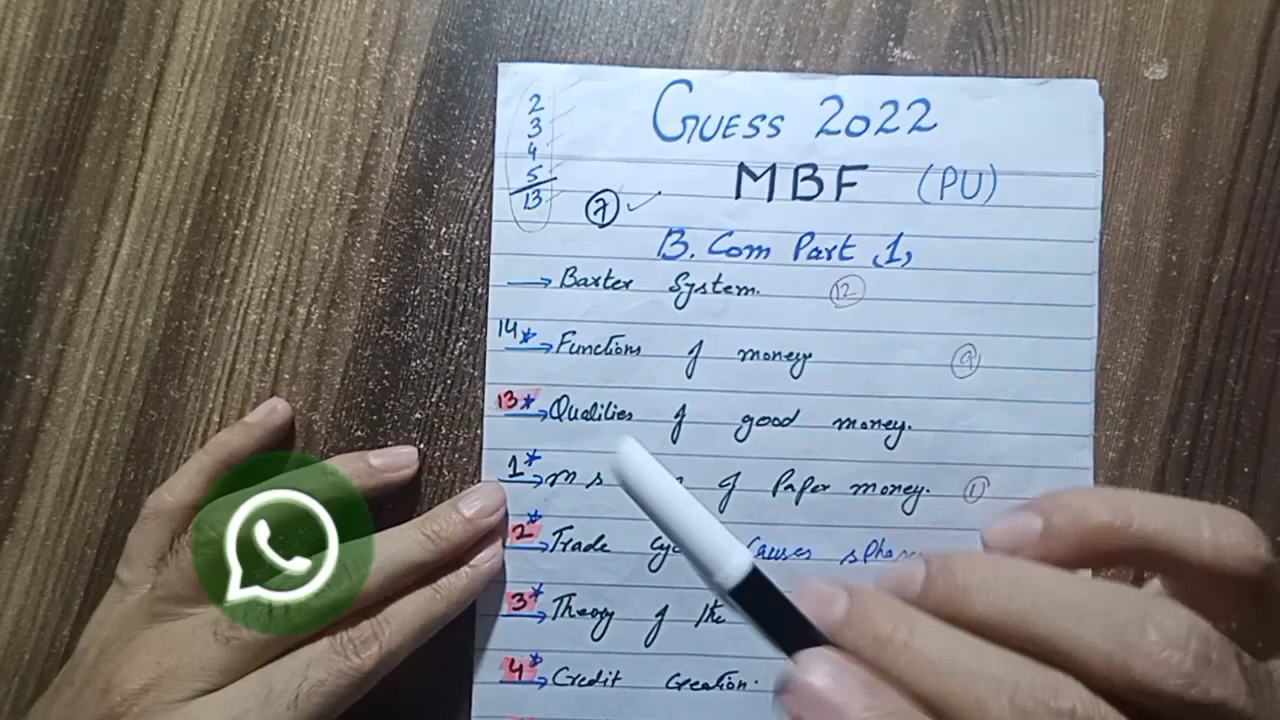 2
3
4
5
13
GUESS 2022
MBF (PU)
7
B. Com Part 1,
Barter System. 12
14* Functions of money 9
13* Qualities of good money.
1* m s of Paper money. 1
2* Trade Causes
3* Theory of the
4* Credit Creation.